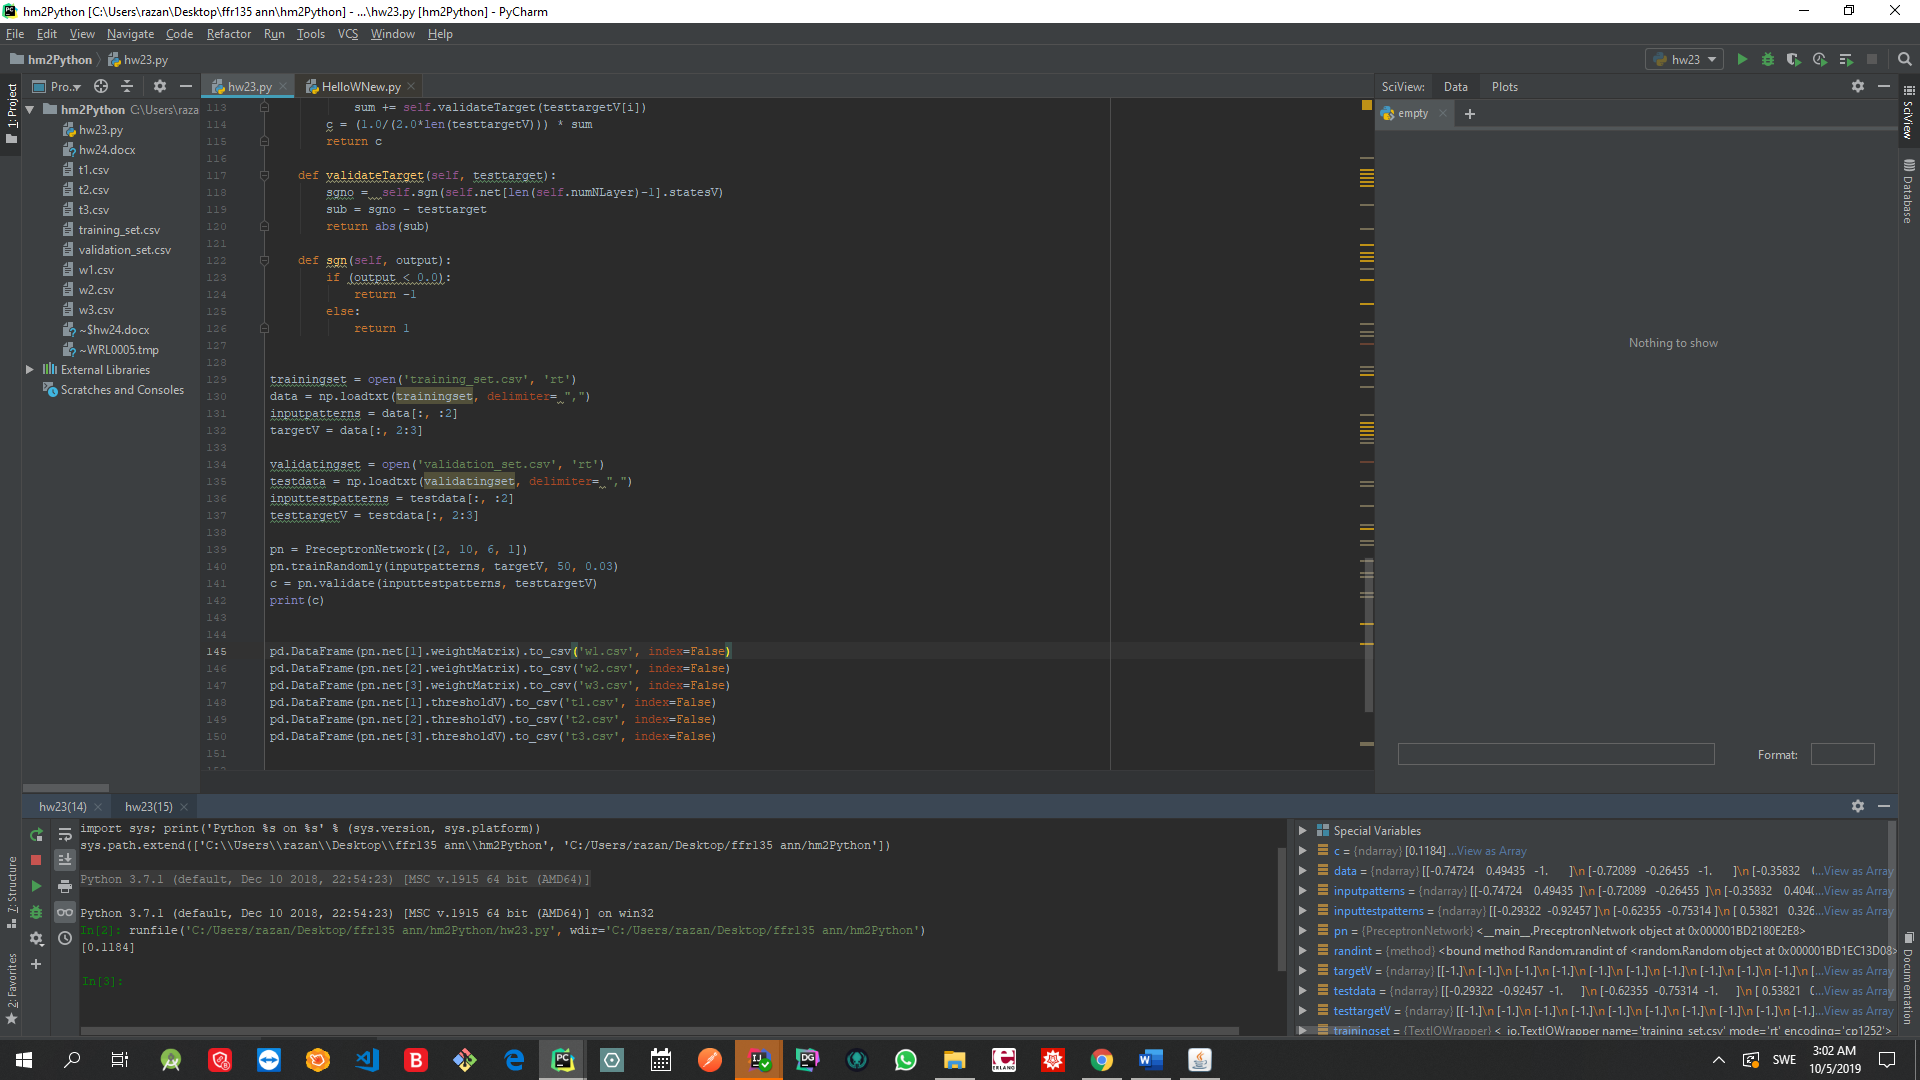 hm2Python [C:\Users\razan\Desktop\ffr135 ann\hm2Python] - ...\hw23.py [hm2Python] - PyCharm
File Edit View Navigate Code Refactor Run Tools VCS Window Help
hm2Python hw23.py
hw23
1: Project
Pro..
hm2Python C:\Users\raza
hw23.py
hw24.docx
t1.csv
t2.csv
t3.csv
training_set.csv
validation_set.csv
w1.csv
w2.csv
w3.csv
~$hw24.docx
~WRL0005.tmp
External Libraries
Scratches and Consoles
hw23.py HelloWNew.py
113 sum += self.validateTarget(testtargetV[i])
114 c = (1.0/(2.0*len(testtargetV))) * sum
115 return c
116
117 def validateTarget(self, testtarget):
118 sgno = self.sgn(self.net[len(self.numNLayer)-1].statesV)
119 sub = sgno - testtarget
120 return abs(sub)
121
122 def sgn(self, output):
123 if (output < 0.0):
124 return -1
125 else:
126 return 1
127
128
129 trainingset = open('training_set.csv', 'rt')
130 data = np.loadtxt(trainingset, delimiter= ",")
131 inputpatterns = data[:, :2]
132 targetV = data[:, 2:3]
133
134 validatingset = open('validation_set.csv', 'rt')
135 testdata = np.loadtxt(validatingset, delimiter= ",")
136 inputtestpatterns = testdata[:, :2]
137 testtargetV = testdata[:, 2:3]
138
139 pn = PreceptronNetwork([2, 10, 6, 1])
140 pn.trainRandomly(inputpatterns, targetV, 50, 0.03)
141 c = pn.validate(inputtestpatterns, testtargetV)
142 print(c)
143
144
145 pd.DataFrame(pn.net[1].weightMatrix).to_csv('w1.csv', index=False)
146 pd.DataFrame(pn.net[2].weightMatrix).to_csv('w2.csv', index=False)
147 pd.DataFrame(pn.net[3].weightMatrix).to_csv('w3.csv', index=False)
148 pd.DataFrame(pn.net[1].thresholdV).to_csv('t1.csv', index=False)
149 pd.DataFrame(pn.net[2].thresholdV).to_csv('t2.csv', index=False)
150 pd.DataFrame(pn.net[3].thresholdV).to_csv('t3.csv', index=False)
151
SciView: Data Plots
empty
Nothing to show
Format:
SciView
Database
Documentation
hw23(14) hw23(15)
7: Structure
2: Favorites
import sys; print('Python %s on %s' % (sys.version, sys.platform))
sys.path.extend(['C:\\Users\\razan\\Desktop\\ffr135 ann\\hm2Python', 'C:/Users/razan/Desktop/ffr135 ann/hm2Python'])
Python 3.7.1 (default, Dec 10 2018, 22:54:23) [MSC v.1915 64 bit (AMD64)]
Python 3.7.1 (default, Dec 10 2018, 22:54:23) [MSC v.1915 64 bit (AMD64)] on win32
In[2]: runfile('C:/Users/razan/Desktop/ffr135 ann/hm2Python/hw23.py', wdir='C:/Users/razan/Desktop/ffr135 ann/hm2Python')
[0.1184]
In[3]:
Special Variables
c = {ndarray} [0.1184] ...View as Array
data = {ndarray} [[-0.74724 0.49435 -1. ]\n [-0.72089 -0.26455 -1. ]\n [-0.35832 ...View as Array
inputpatterns = {ndarray} [[-0.74724 0.49435 ]\n [-0.72089 -0.26455 ]\n [-0.35832 0.404 ...View as Array
inputtestpatterns = {ndarray} [[-0.29322 -0.92457 ]\n [-0.62355 -0.75314 ]\n [ 0.53821 0.326 ...View as Array
pn = {PreceptronNetwork} <__main__.PreceptronNetwork object at 0x000001BD2180E2E8>
randint = {method} <bound method Random.randint of <random.Random object at 0x000001BD1EC13D08>
targetV = {ndarray} [[-1.]\n [-1.]\n [-1.]\n [-1.]\n [-1.]\n [-1.]\n [-1.]\n [-1.]\n [-1.]\n [-1.]\n [ ...View as Array
testdata = {ndarray} [[-0.29322 -0.92457 -1. ]\n [-0.62355 -0.75314 -1. ]\n [ 0.53821 ...View as Array
testtargetV = {ndarray} [[-1.]\n [-1.]\n [-1.]\n [-1.]\n [-1.]\n [-1.]\n [-1.]\n [-1.]\n [-1.]\n [-1.]\n [-1. ...View as Array
trainingset = {TextIOWrapper} <_io.TextIOWrapper name='training_set.csv' mode='rt' encoding='cp1252'>
SWE
3:02 AM
10/5/2019